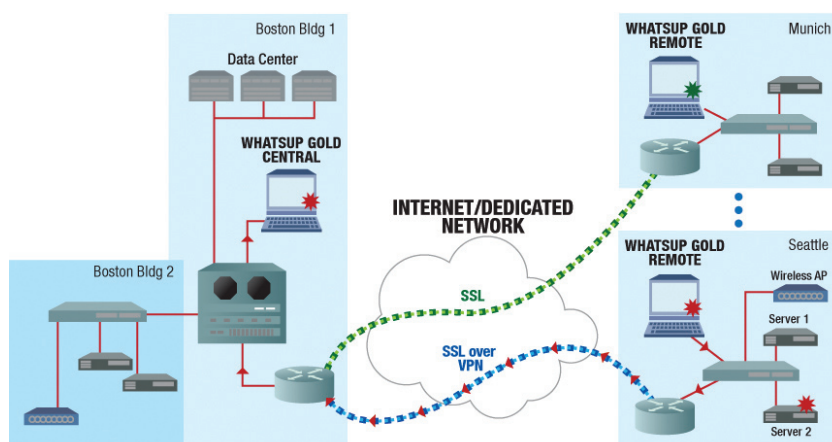 Boston Bldg 1
Data Center
WHATSUP GOLD
CENTRAL
Boston Bldg 2
INTERNET/DEDICATED
NETWORK
SSL
SSL over
VPN
WHATSUP GOLD
REMOTE
Munich
WHATSUP GOLD
REMOTE
Seattle
Wireless AP
Server 1
Server 2